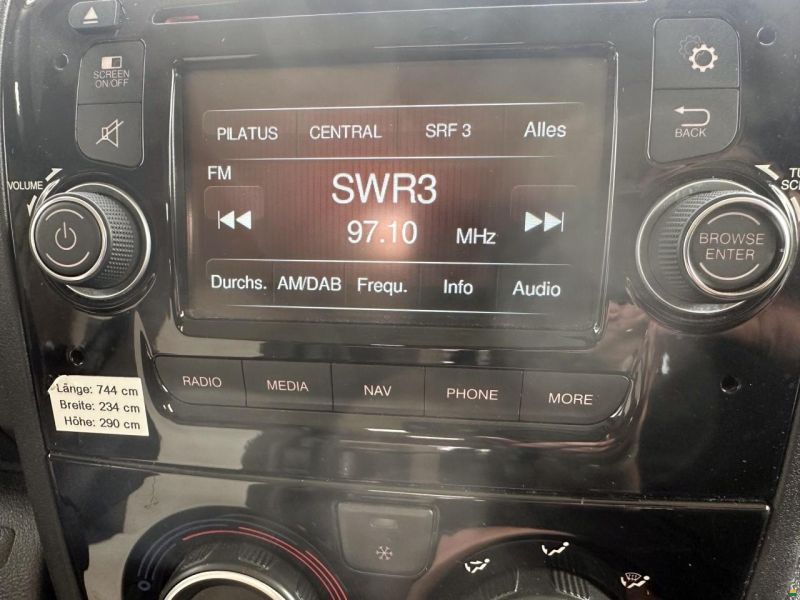 SCREEN
ON/OFF
VOLUME
PILATUS CENTRAL SRF 3 Alles
FM
SWR3
97.10 MHz
Durchs. AM/DAB Frequ. Info Audio
BACK
BROWSE
ENTER
RADIO MEDIA NAV PHONE MORE
Länge: 744 cm
Breite: 234 cm
Höhe: 290 cm